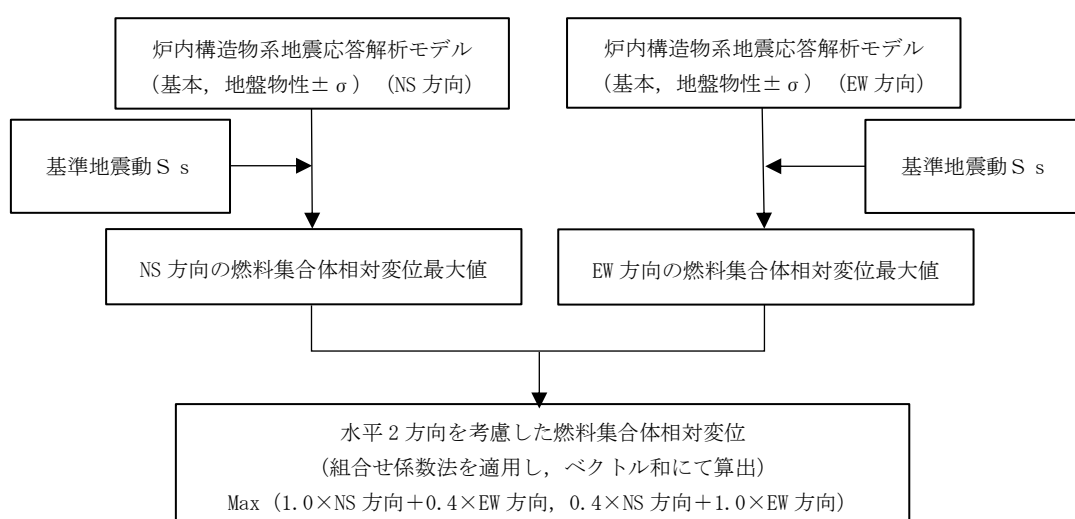 炉内構造物系地震応答解析モデル
（基本，地盤物性±σ）（NS 方向）
炉内構造物系地震応答解析モデル
（基本，地盤物性±σ）（EW 方向）
基準地震動Ｓｓ
基準地震動Ｓｓ
NS 方向の燃料集合体相対変位最大値
EW 方向の燃料集合体相対変位最大値
水平 2 方向を考慮した燃料集合体相対変位
（組合せ係数法を適用し，ベクトル和にて算出）
Max（1.0×NS 方向＋0.4×EW 方向，0.4×NS 方向＋1.0×EW 方向）